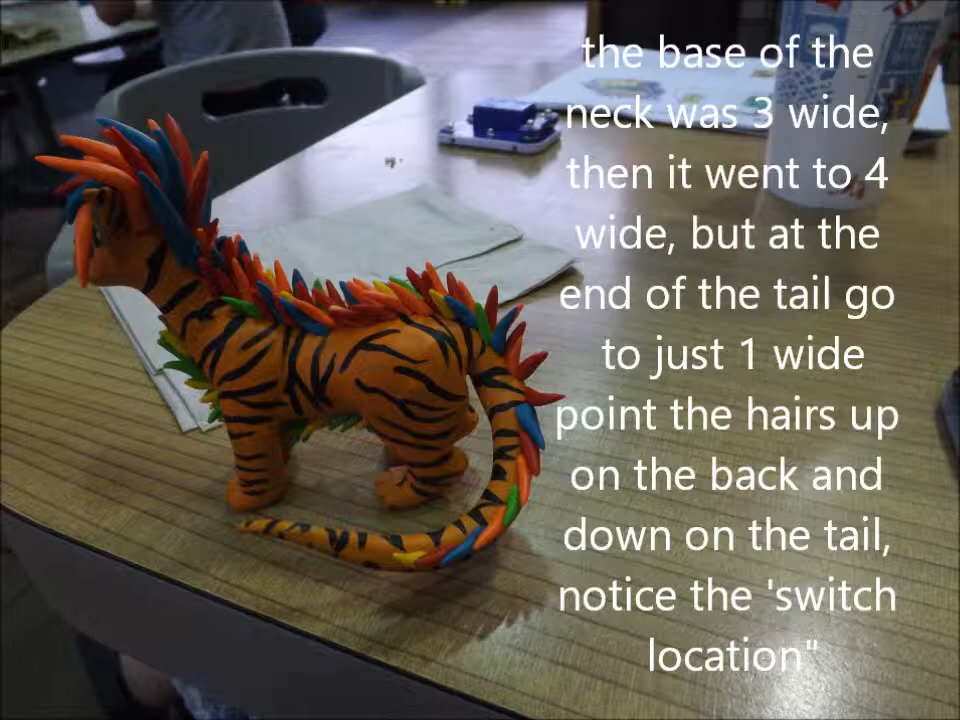 the base of the
neck was 3 wide,
then it went to 4
wide, but at the
end of the tail go
to just 1 wide
point the hairs up
on the back and
down on the tail,
notice the 'switch
location"